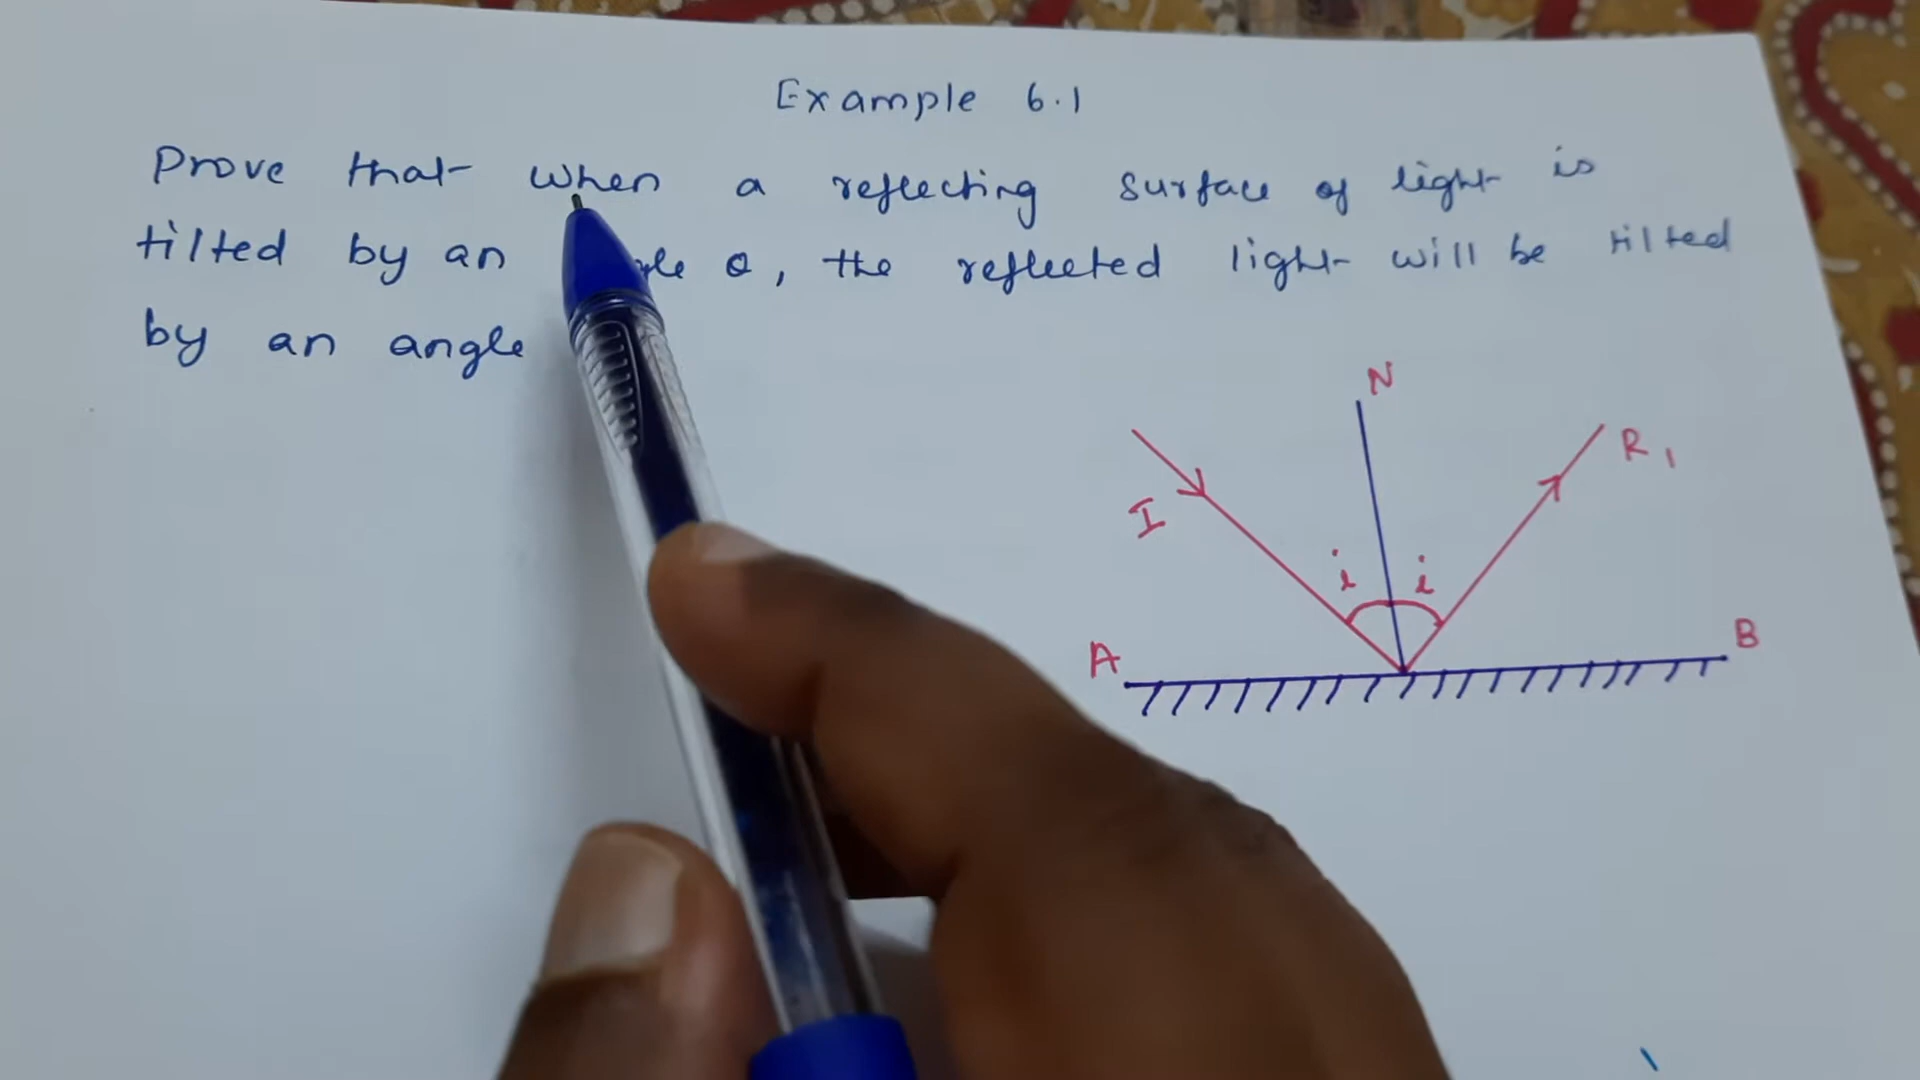 Example 6.1
Prove that when a reflecting surface of light is
tilted by an θ, the reflected light will be tilted
by an angle
N
R1
I
i i
A
B